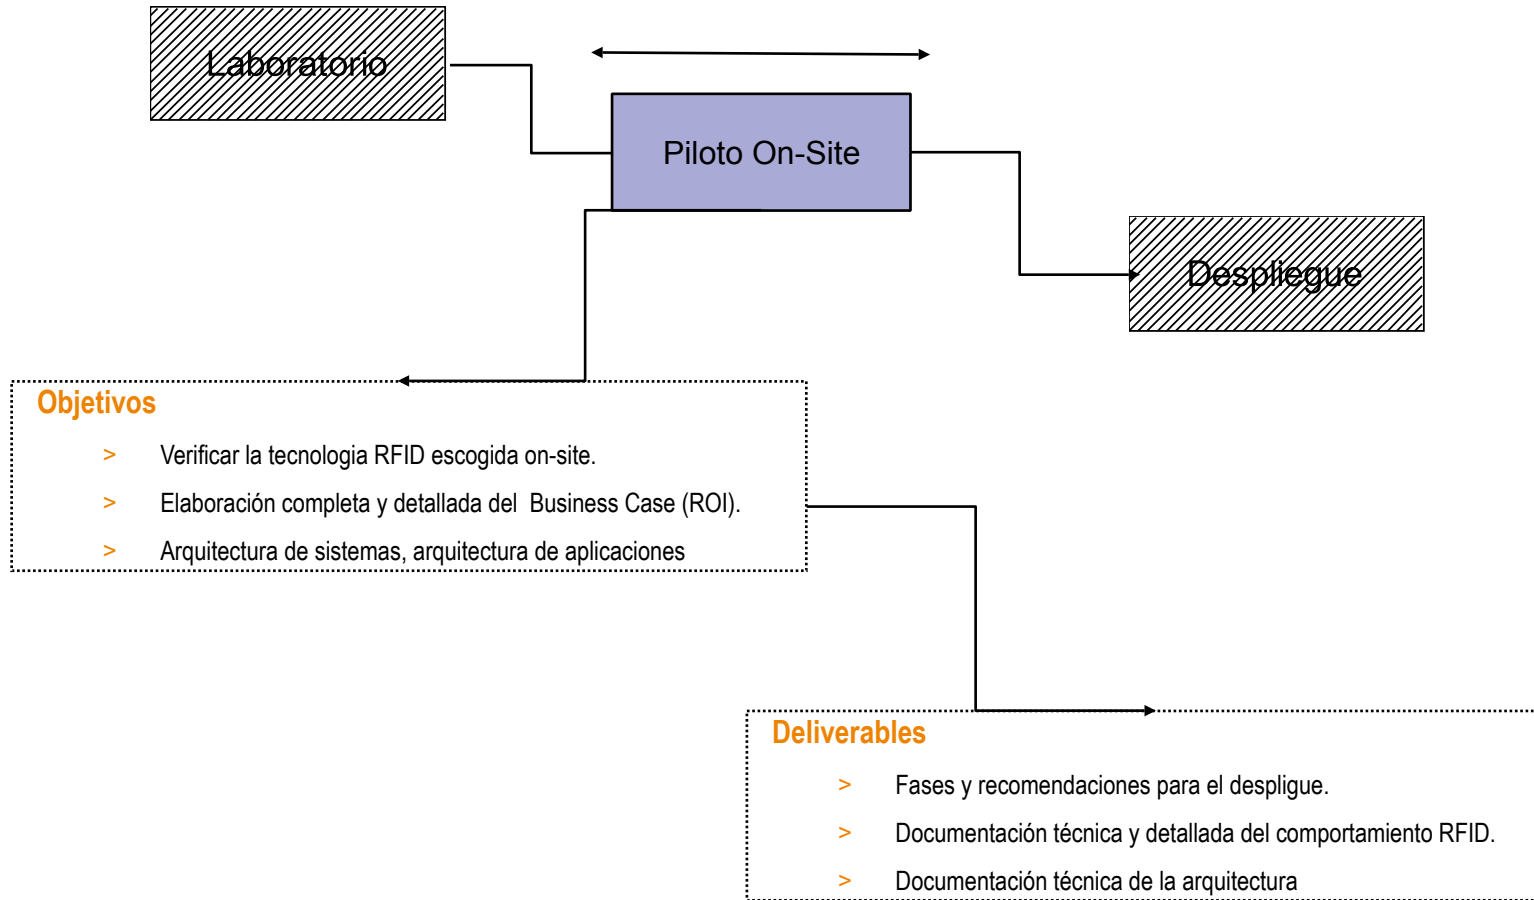 Laboratorio
Piloto On-Site
Despliegue
Objetivos
> Verificar la tecnologia RFID escogida on-site.
> Elaboración completa y detallada del Business Case (ROI).
> Arquitectura de sistemas, arquitectura de aplicaciones
Deliverables
> Fases y recomendaciones para el despligue.
> Documentación técnica y detallada del comportamiento RFID.
> Documentación técnica de la arquitectura